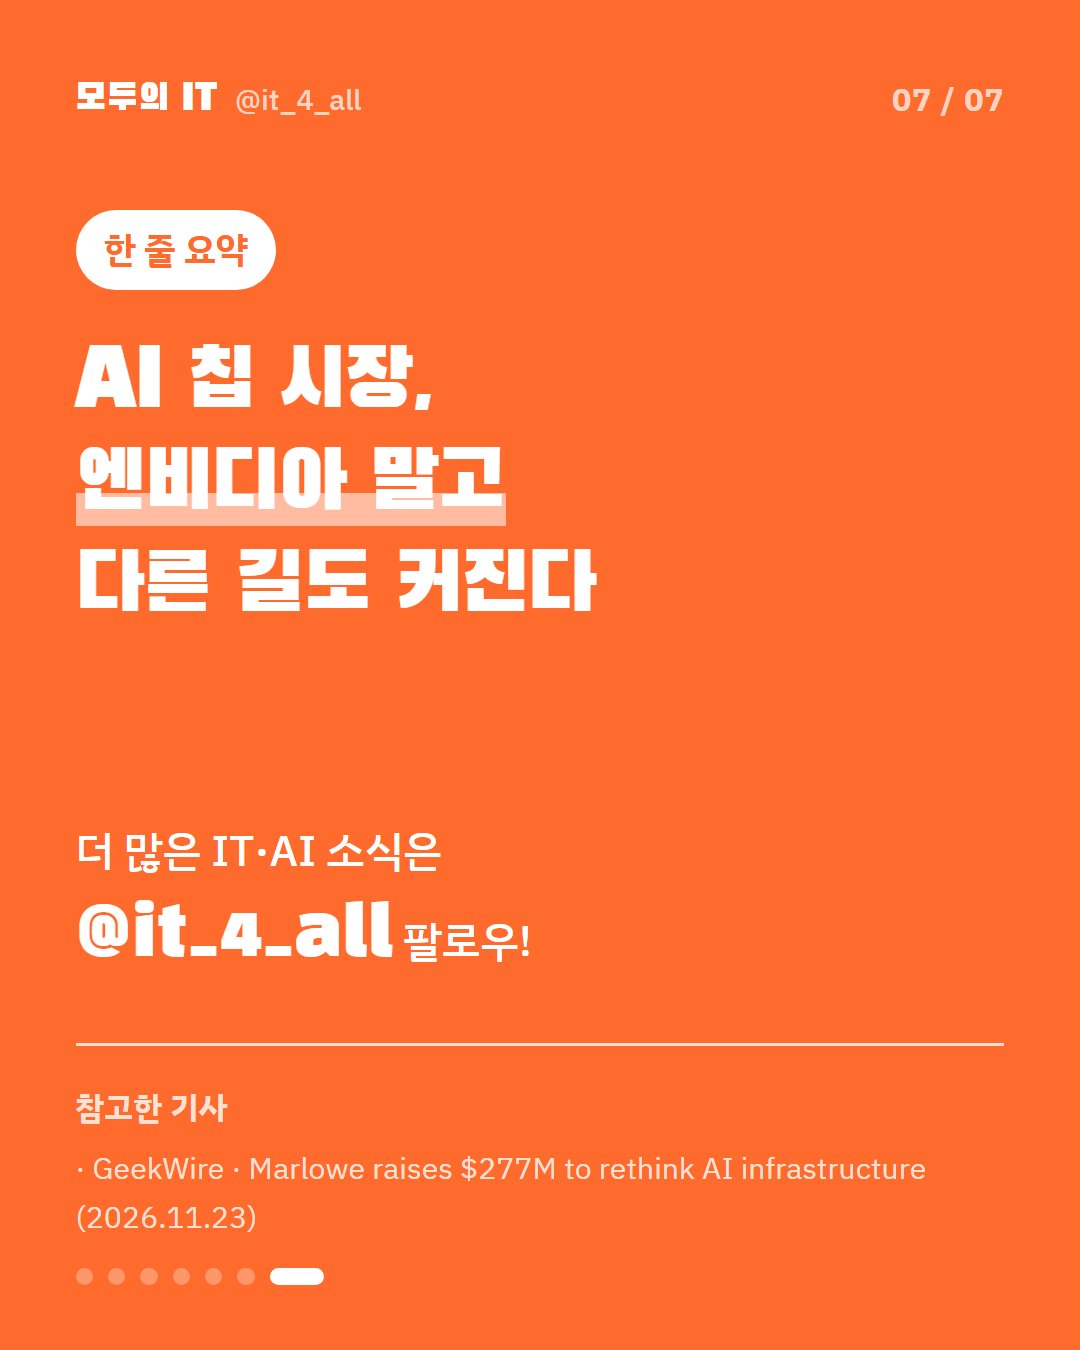 모두의 IT @it_4_all
07 / 07
한 줄 요약
AI 칩 시장,
엔비디아 말고
다른 길도 커진다
더 많은 IT·AI 소식은
@it_4_all 팔로우!
참고한 기사
· GeekWire · Marlowe raises $277M to rethink AI infrastructure
(2026.11.23)